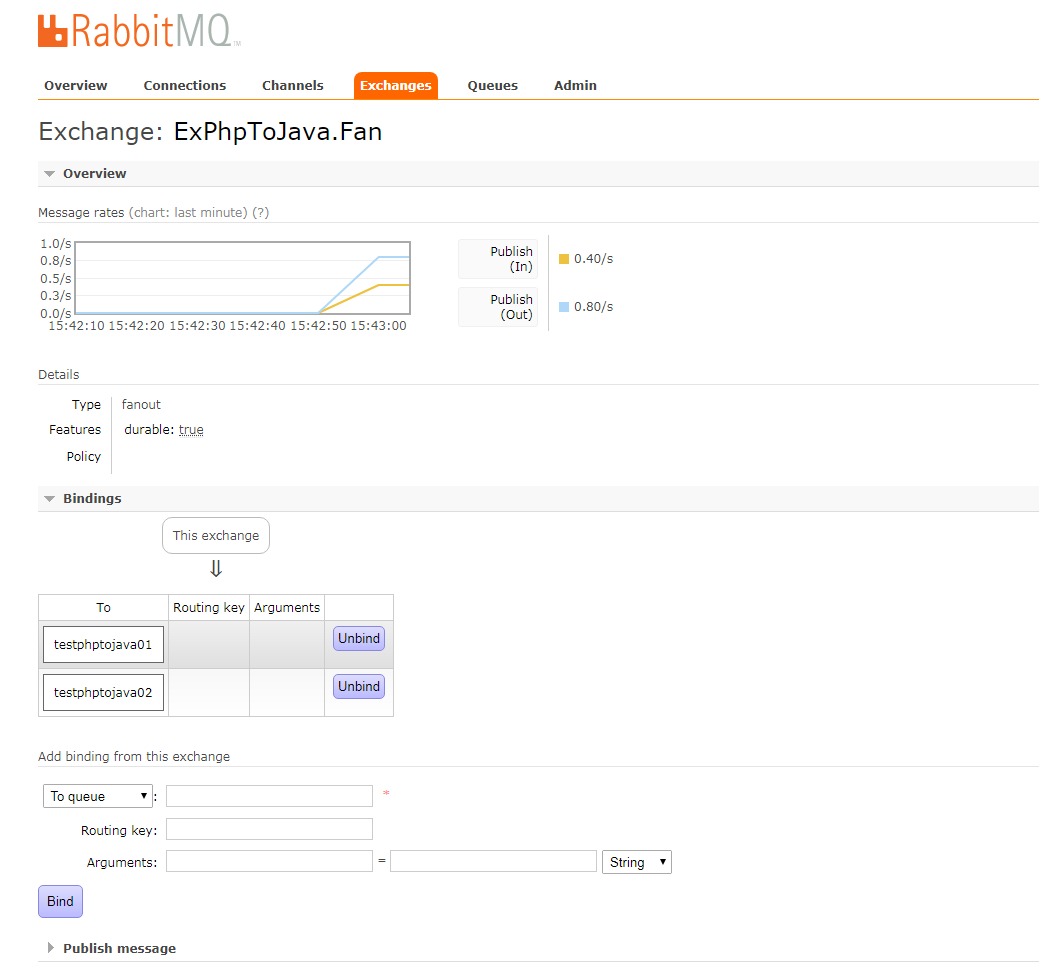 RabbitMQ™
Overview Connections Channels Exchanges Queues Admin
Exchange: ExPhpToJava.Fan
Overview
Message rates (chart: last minute) (?)
1.0/s
0.8/s
0.5/s
0.3/s
0.0/s
15:42:10 15:42:20 15:42:30 15:42:40 15:42:50 15:43:00
Publish
(In)
0.40/s
Publish
(Out)
0.80/s
Details
Type fanout
Features durable: true
Policy
Bindings
This exchange
⇓
To Routing key Arguments
testphptojava01 Unbind
testphptojava02 Unbind
Add binding from this exchange
To queue : *
Routing key:
Arguments: = String
Bind
Publish message